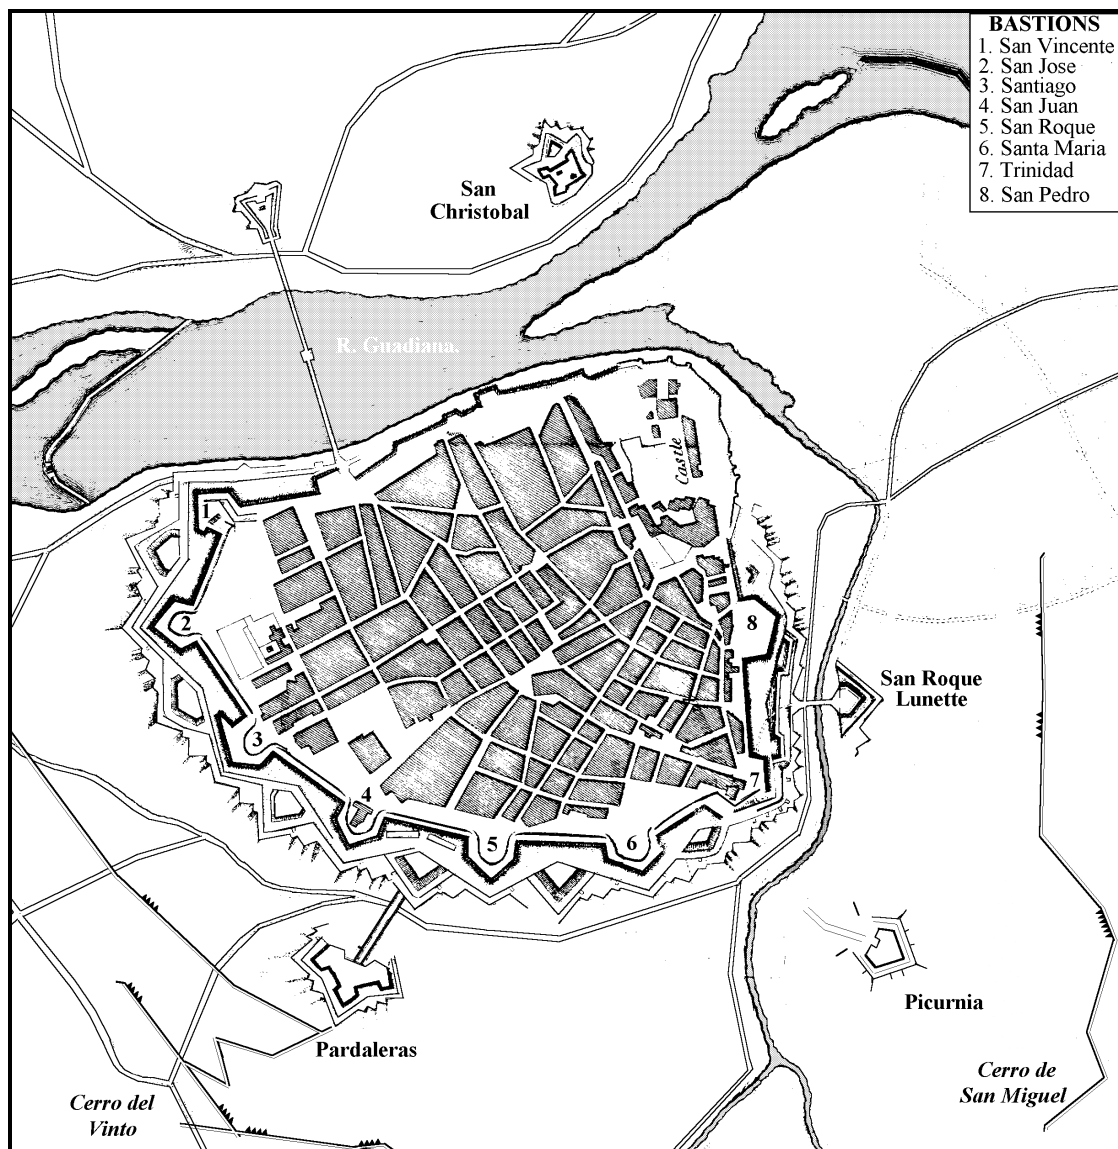 BASTIONS
1. San Vincente
2. San Jose
3. Santiago
4. San Juan
5. San Roque
6. Santa Maria
7. Trinidad
8. San Pedro
San
Christobal
R. Guadiana.
Castle
1
2
3
4
5
6
7
8
San Roque
Lunette
Picurnia
Pardaleras
Cerro del
Vinto
Cerro de
San Miguel